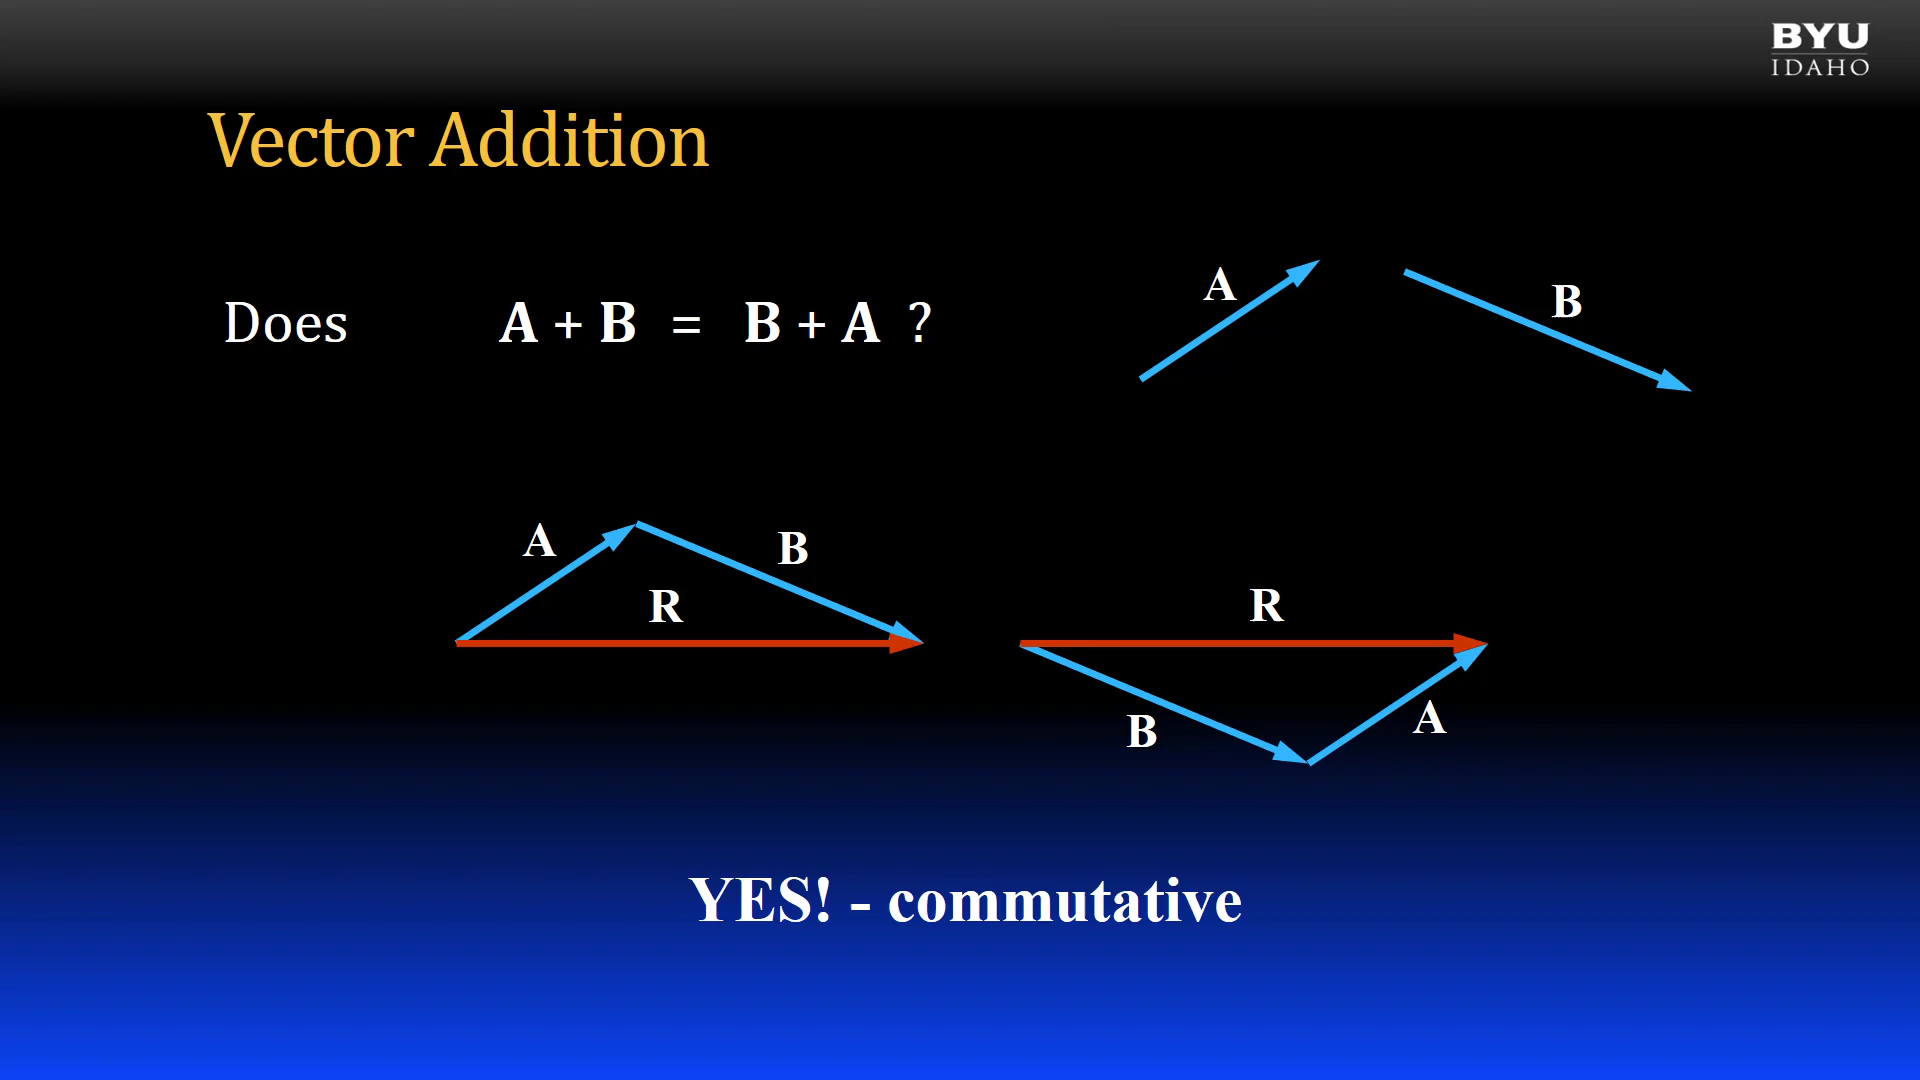 BYU
IDAHO
Vector Addition
Does A + B = B + A ?
A
B
A
B
R
R
B
A
YES! - commutative